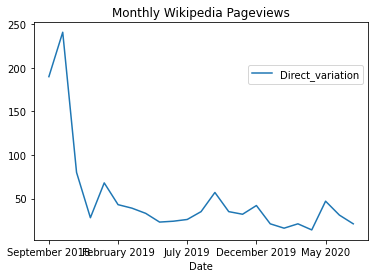 Monthly Wikipedia Pageviews
250
200
150
100
50
Direct_variation
September 2018 February 2019 July 2019 December 2019 May 2020
Date